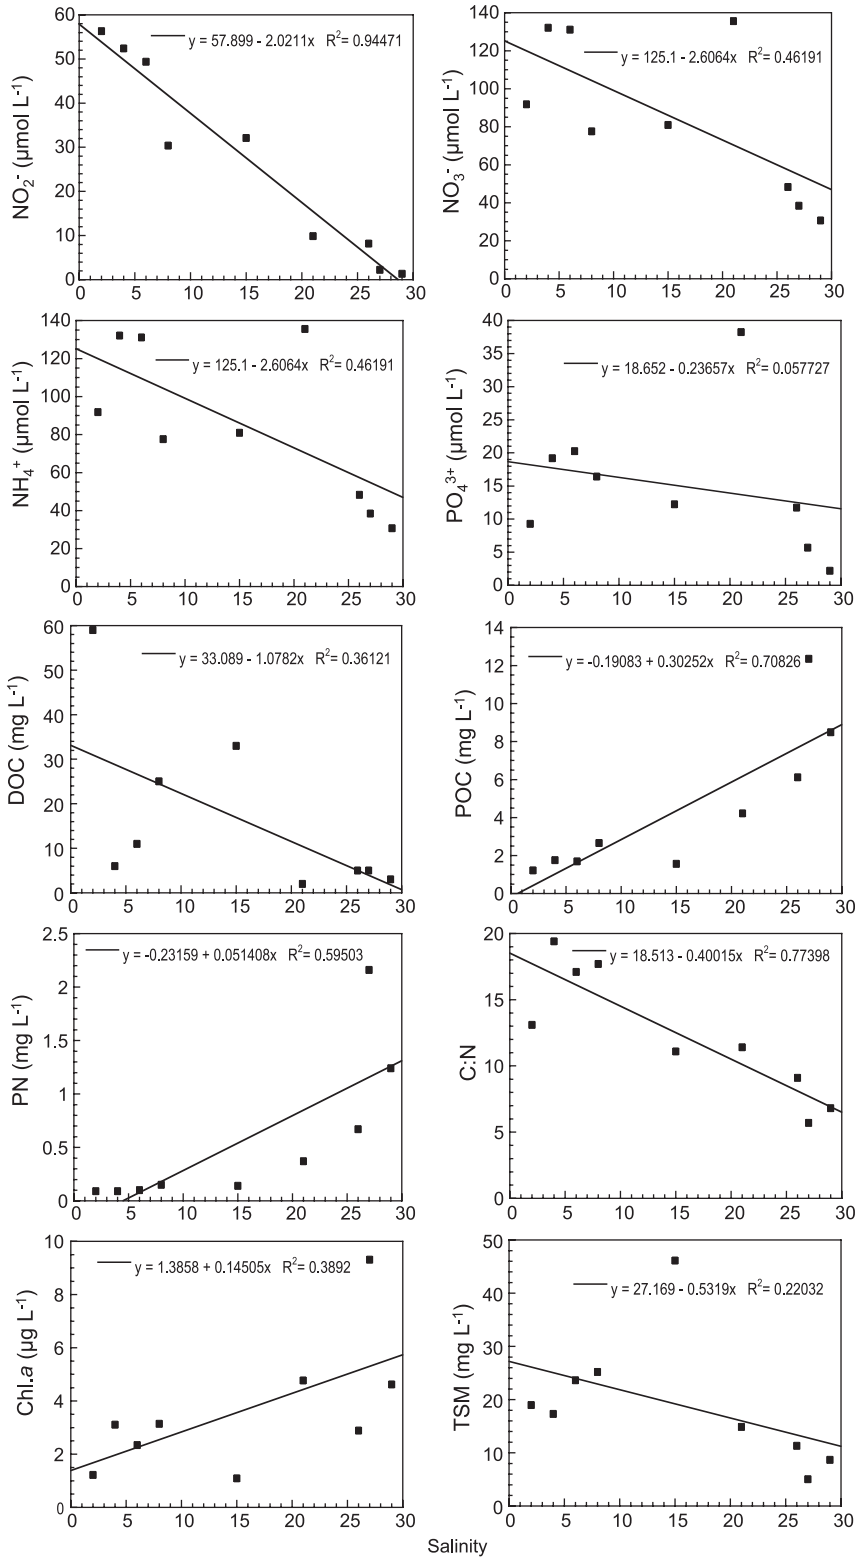 60
50
40
30
20
10
0
0 5 10 15 20 25 30
NO2- (µmol L-1)
y = 57.899 - 2.0211x R2= 0.94471
140
120
100
80
60
40
20
0
0 5 10 15 20 25 30
NO3- (µmol L-1)
y = 125.1 - 2.6064x R2= 0.46191
140
120
100
80
60
40
20
0
0 5 10 15 20 25 30
NH4+ (µmol L-1)
y = 125.1 - 2.6064x R2= 0.46191
40
35
30
25
20
15
10
5
0
0 5 10 15 20 25 30
PO43+ (µmol L-1)
y = 18.652 - 0.23657x R2= 0.057727
60
50
40
30
20
10
0
0 5 10 15 20 25 30
DOC (mg L-1)
y = 33.089 - 1.0782x R2= 0.36121
14
12
10
8
6
4
2
0
0 5 10 15 20 25 30
POC (mg L-1)
y = -0.19083 + 0.30252x R2= 0.70826
2.5
2
1.5
1
0.5
0
0 5 10 15 20 25 30
PN (mg L-1)
y = -0.23159 + 0.051408x R2= 0.59503
20
15
10
5
0
0 5 10 15 20 25 30
C:N
y = 18.513 - 0.40015x R2= 0.77398
10
8
6
4
2
0
0 5 10 15 20 25 30
Chl.a (µg L-1)
y = 1.3858 + 0.14505x R2= 0.3892
50
40
30
20
10
0
0 5 10 15 20 25 30
TSM (mg L-1)
y = 27.169 - 0.5319x R2= 0.22032
Salinity